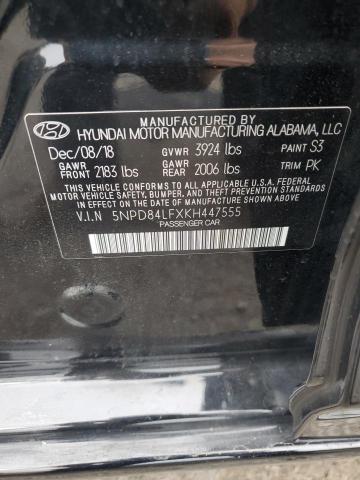 MANUFACTURED BY
HYUNDAI MOTOR MANUFACTURING ALABAMA, LLC
Dec/08/18 GVWR 3924 lbs PAINT S3
GAWR FRONT 2183 lbs GAWR REAR 2006 lbs TRIM PK
THIS VEHICLE CONFORMS TO ALL APPLICABLE U.S.A. FEDERAL
MOTOR VEHICLE SAFETY, BUMPER, AND THEFT PREVENTION STANDARDS
IN EFFECT ON THE DATE OF MANUFACTURE SHOWN ABOVE.
V.I.N 5NPD84LFXKH447555
PASSENGER CAR